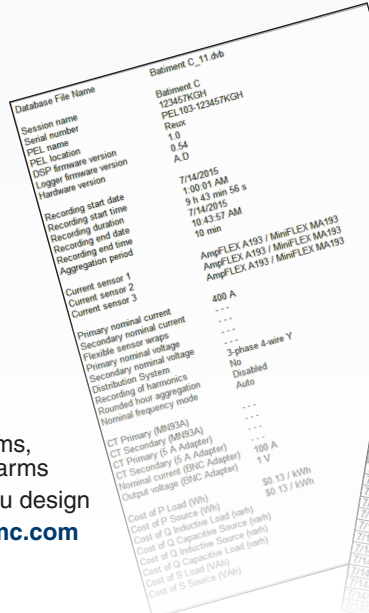 Database File Name Batiment C_11.dvb
Session name Batiment C
Serial number 123457KGH
PEL name PEL103-123457KGH
PEL location Reux
DSP firmware version 1.0
Logger firmware version 0.54
Hardware version A.D
Recording start date 7/14/2015
Recording start time 1:00:01 AM
Recording duration 9 h 43 min 56 s
Recording end date 7/14/2015
Recording end time 10:43:57 AM
Aggregation period 10 min
Current sensor 1 AmpFLEX A193 / MiniFLEX MA193
Current sensor 2 AmpFLEX A193 / MiniFLEX MA193
Current sensor 3 AmpFLEX A193 / MiniFLEX MA193
Primary nominal current 400 A
Secondary nominal current - - -
Flexible sensor wraps - - -
Primary nominal voltage - - -
Secondary nominal voltage - - -
Distribution System 3-phase 4-wire Y
Recording of harmonics No
Rounded hour aggregation Disabled
Nominal frequency mode Auto
CT Primary (MN93A) - - -
CT Secondary (MN93A) - - -
CT Primary (5 A Adapter) - - -
CT Secondary (5 A Adapter) - - -
Nominal current (BNC Adapter) 100 A
Output voltage (BNC Adapter) 1 V
Cost of P Load (Wh) $0.13 / kWh
Cost of P Source (Wh) $0.13 / kWh
Cost of Q Inductive Load (varh)
Cost of Q Capacitive Source (varh)
Cost of Q Inductive Source (varh)
Cost of Q Capacitive Load (varh)
Cost of S Load (VAh)
Cost of S Source (VAh)
ms,
arms
u design
mc.com